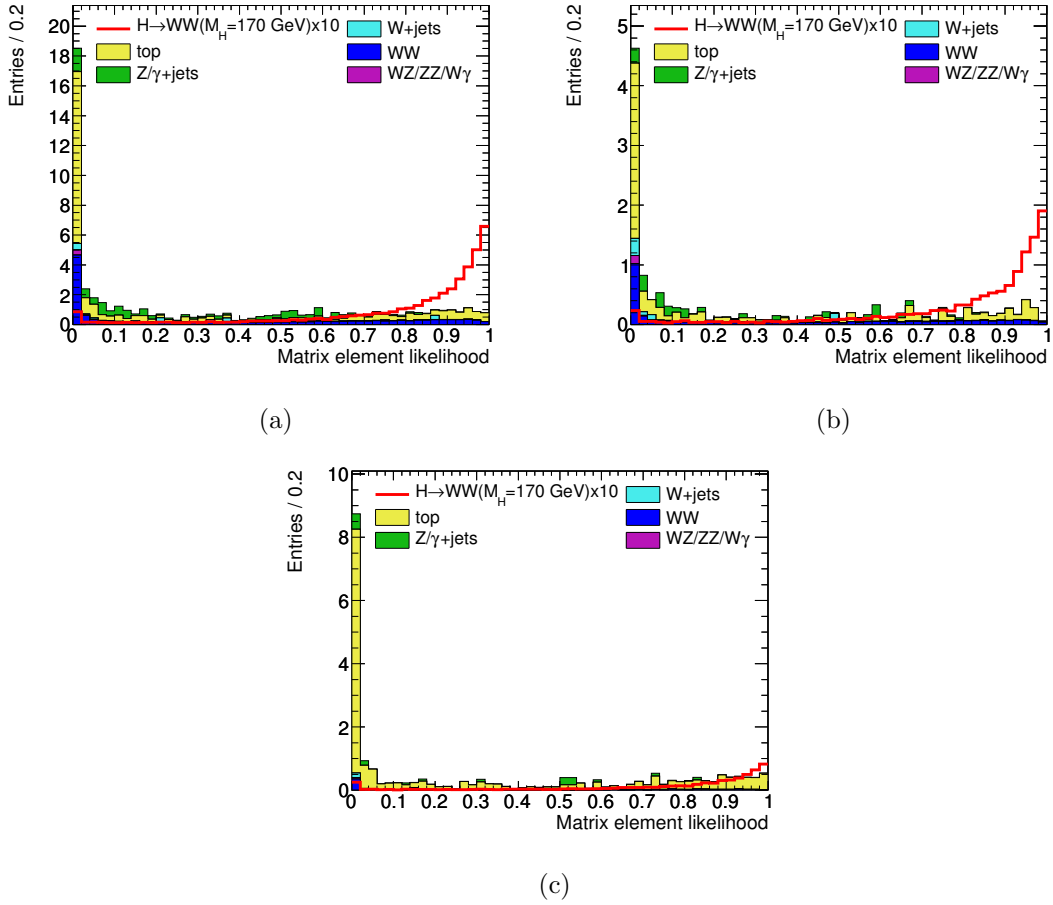 Entries / 0.2
20
18
16
14
12
10
8
6
4
2
0
H→WW(M_H=170 GeV)x10
top
Z/γ+jets
W+jets
WW
WZ/ZZ/Wγ
0 0.1 0.2 0.3 0.4 0.5 0.6 0.7 0.8 0.9 1
Matrix element likelihood
(a)
Entries / 0.2
5
4
3
2
1
0
H→WW(M_H=170 GeV)x10
top
Z/γ+jets
W+jets
WW
WZ/ZZ/Wγ
0 0.1 0.2 0.3 0.4 0.5 0.6 0.7 0.8 0.9 1
Matrix element likelihood
(b)
Entries / 0.2
10
8
6
4
2
0
H→WW(M_H=170 GeV)x10
top
Z/γ+jets
W+jets
WW
WZ/ZZ/Wγ
0 0.1 0.2 0.3 0.4 0.5 0.6 0.7 0.8 0.9 1
Matrix element likelihood
(c)